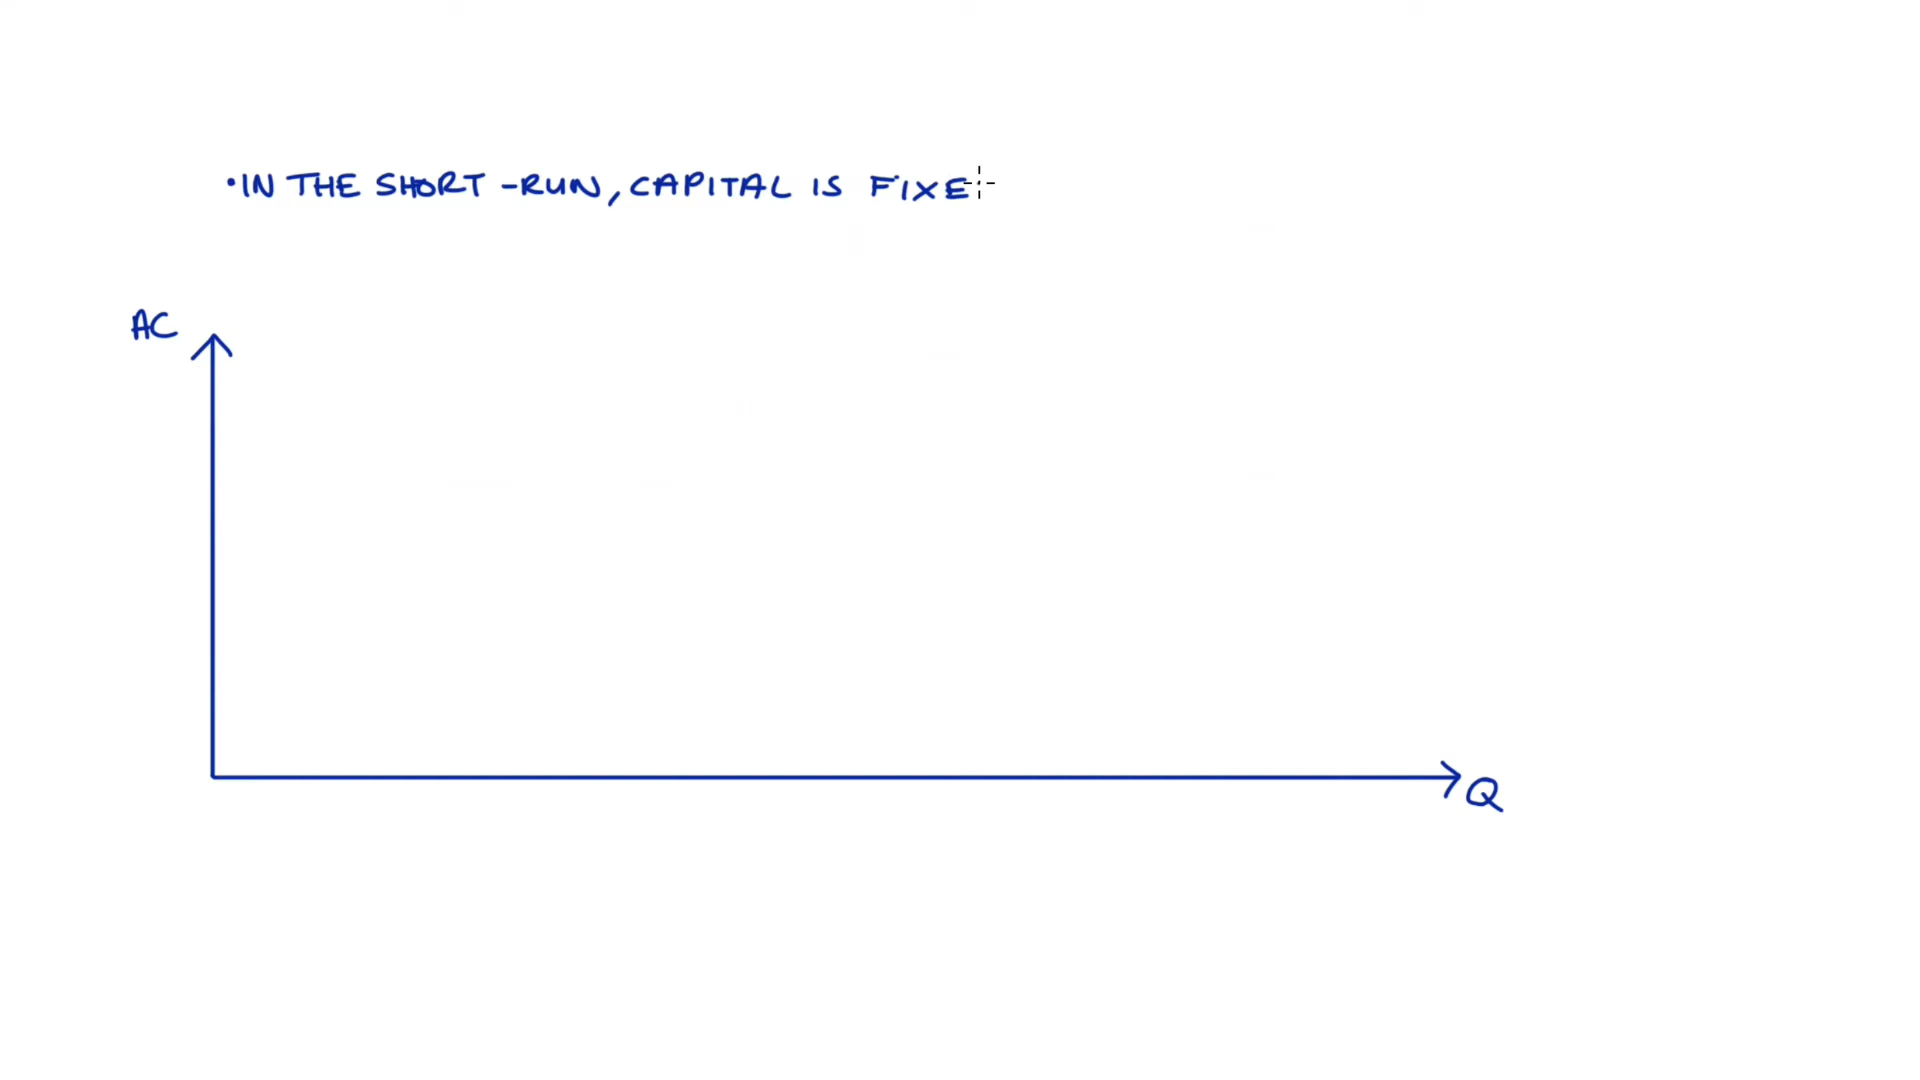 •IN THE SHORT-RUN, CAPITAL IS FIXE
AC
Q